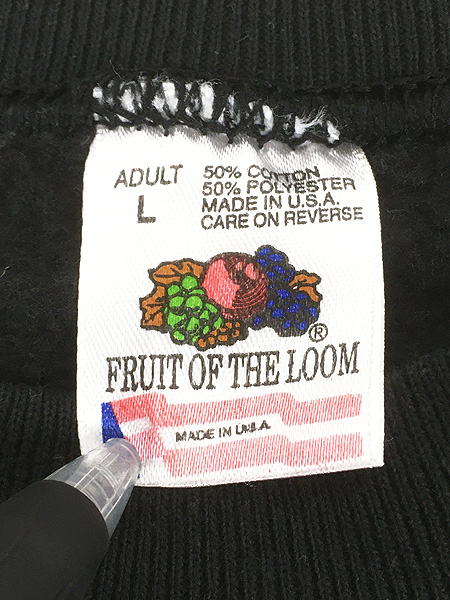 ADULT
L
50% COTTON
50% POLYESTER
MADE IN U.S.A.
CARE ON REVERSE
®
FRUIT OF THE LOOM
MADE IN U.S.A.